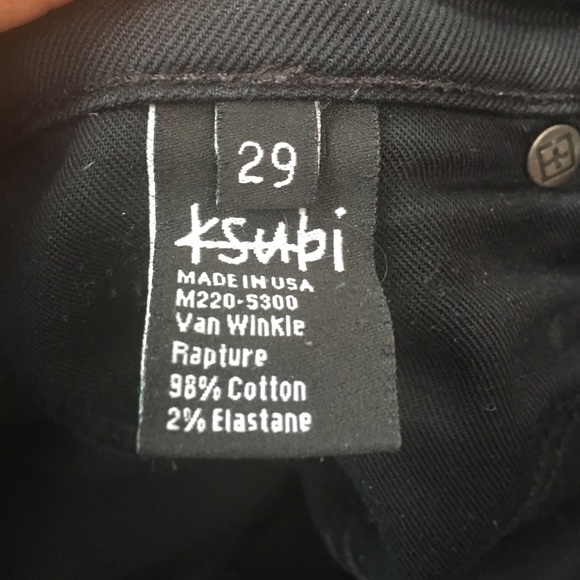 29
ksubi
MADE IN USA
M220-5300
Van Winkle
Rapture
98% Cotton
2% Elastane